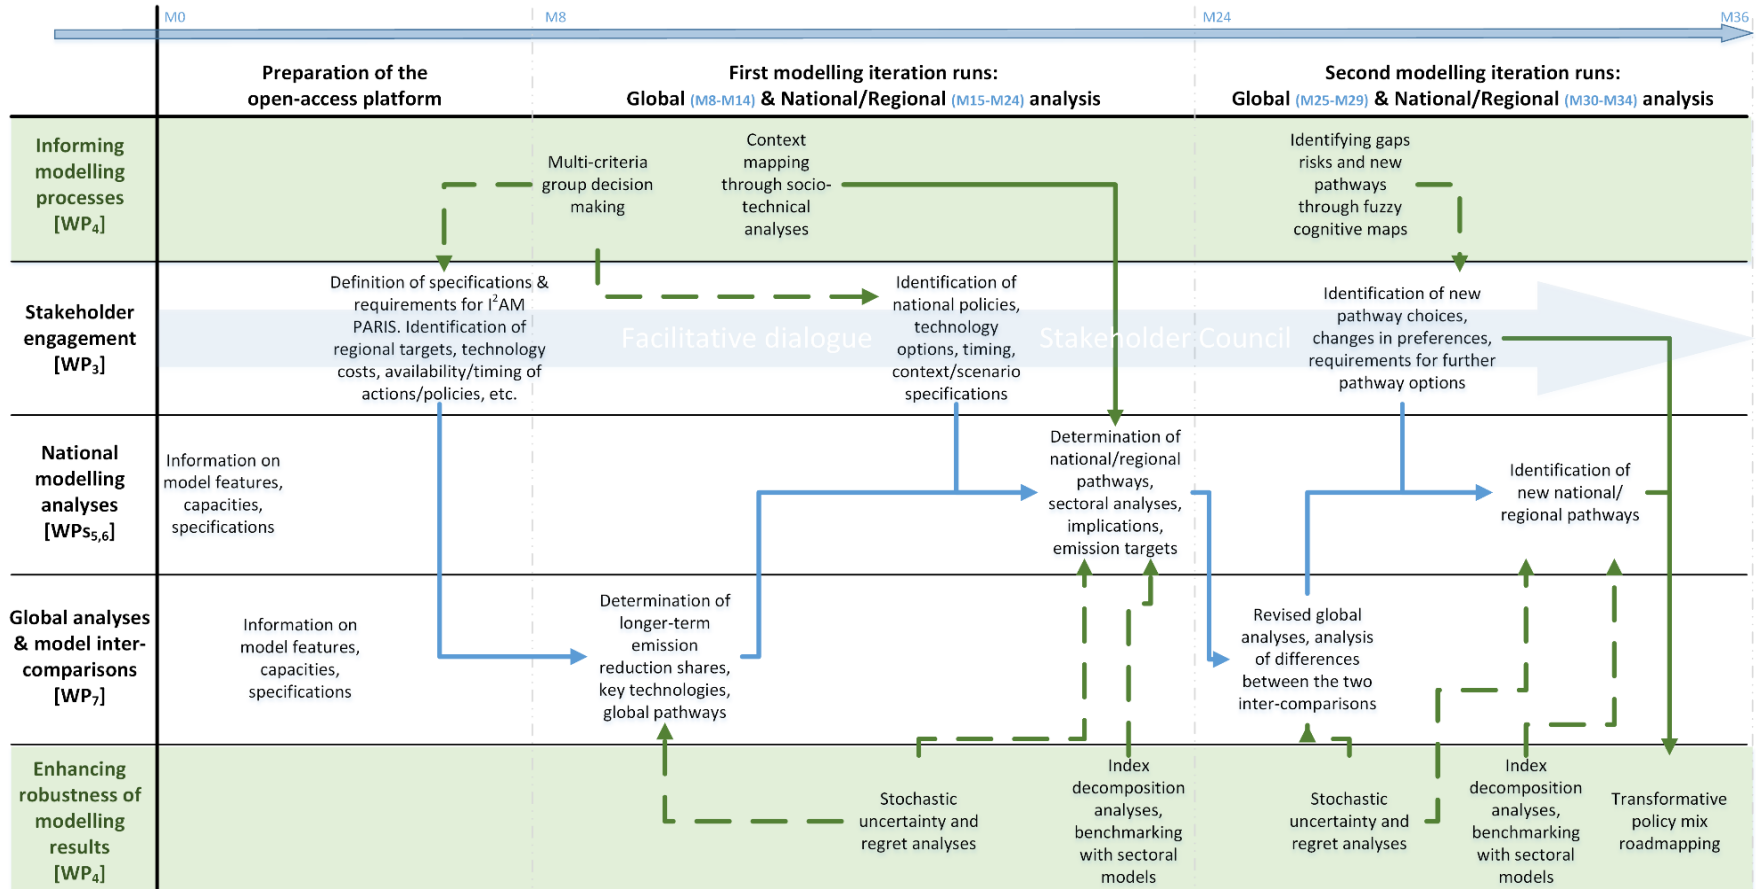 M0
M8
M24
M36
Preparation of the
open-access platform
First modelling iteration runs:
Global (M8-M14) & National/Regional (M15-M24) analysis
Second modelling iteration runs:
Global (M25-M29) & National/Regional (M30-M34) analysis
Informing
modelling
processes
[WP4]
Multi-criteria
group decision
making
Context
mapping
through socio-
technical
analyses
Identifying gaps
risks and new
pathways
through fuzzy
cognitive maps
Stakeholder
engagement
[WP3]
Definition of specifications &
requirements for I²AM
PARIS. Identification of
regional targets, technology
costs, availability/timing of
actions/policies, etc.
Facilitative dialogue
Identification of
national policies,
technology
options, timing,
context/scenario
specifications
Stakeholder Council
Identification of new
pathway choices,
changes in preferences,
requirements for further
pathway options
National
modelling
analyses
[WPs5,6]
Information on
model features,
capacities,
specifications
Determination of
national/regional
pathways,
sectoral analyses,
implications,
emission targets
Identification of
new national/
regional pathways
Global analyses
& model inter-
comparisons
[WP7]
Information on
model features,
capacities,
specifications
Determination of
longer-term
emission
reduction shares,
key technologies,
global pathways
Revised global
analyses, analysis
of differences
between the two
inter-comparisons
Enhancing
robustness of
modelling
results
[WP4]
Stochastic
uncertainty and
regret analyses
Index
decomposition
analyses,
benchmarking
with sectoral
models
Stochastic
uncertainty and
regret analyses
Index
decomposition
analyses,
benchmarking
with sectoral
models
Transformative
policy mix
roadmapping